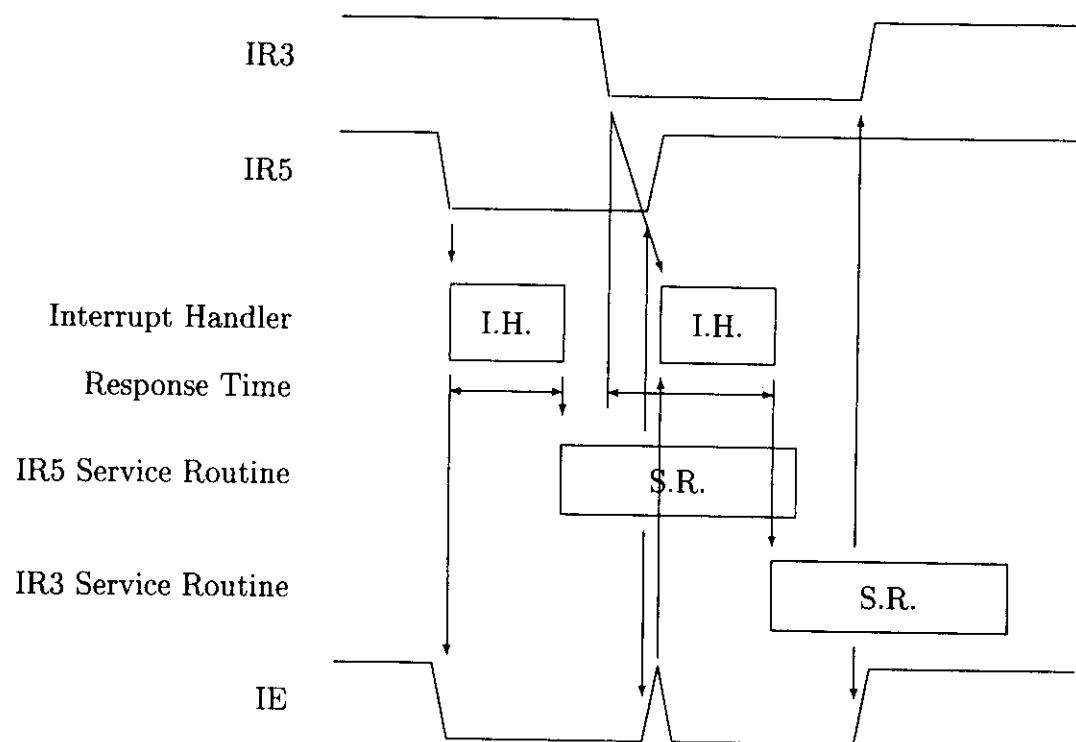 IR3
IR5
Interrupt Handler
I.H.
I.H.
Response Time
IR5 Service Routine
S.R.
IR3 Service Routine
S.R.
IE